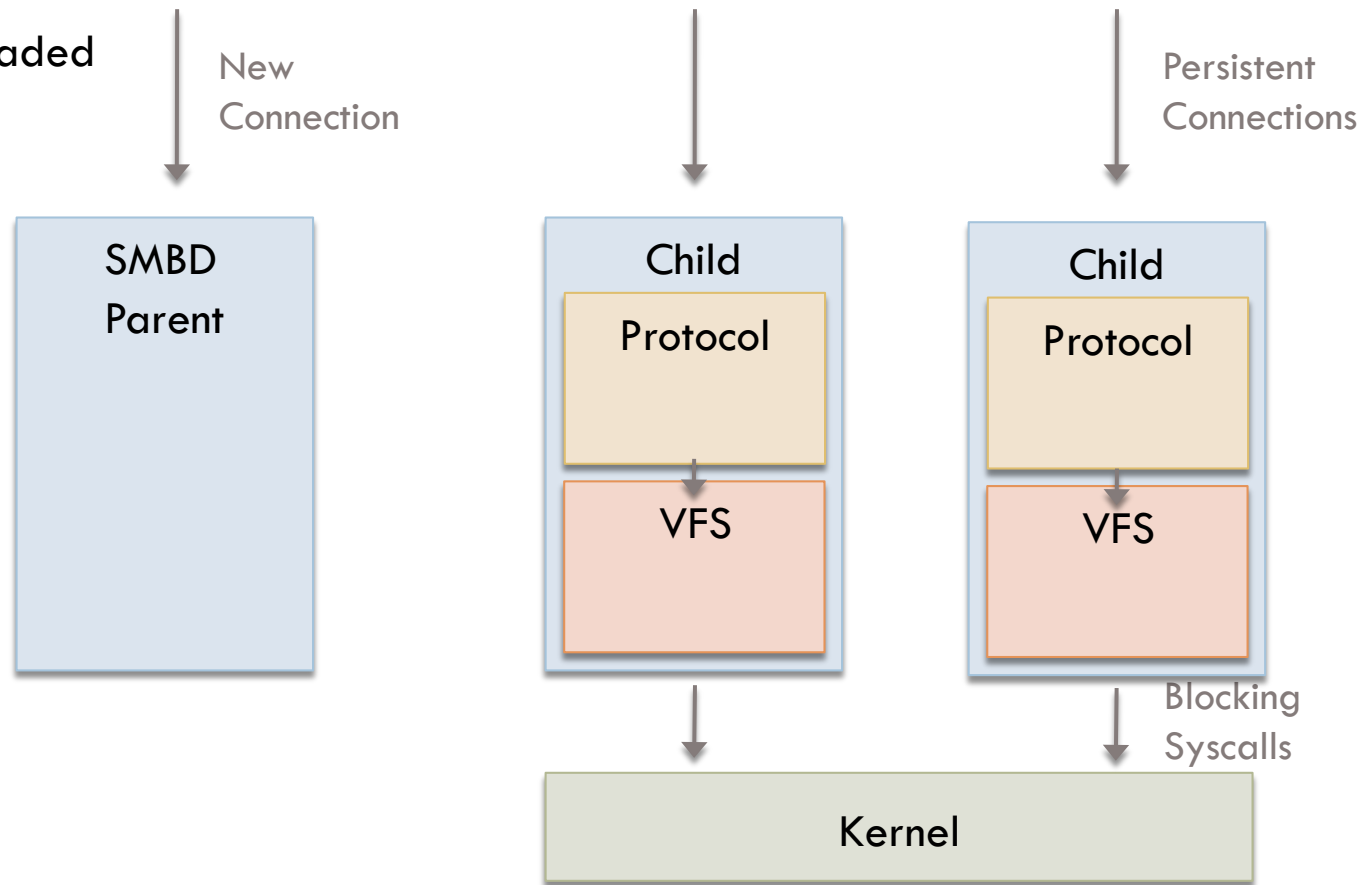 aded
New
Connection
Persistent
Connections
SMBD
Parent
Child
Protocol
VFS
Child
Protocol
VFS
Blocking
Syscalls
Kernel